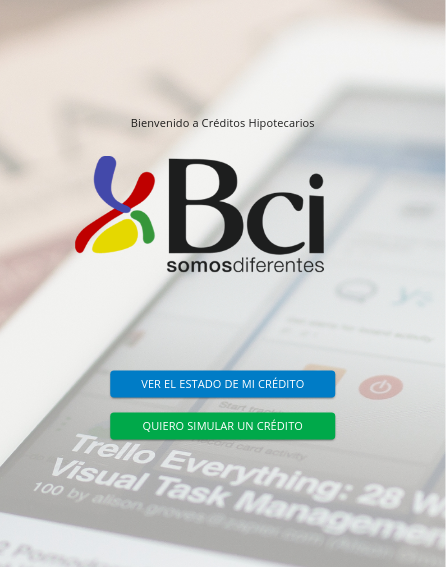 Bienvenido a Créditos Hipotecarios
Bci
somosdiferentes
VER EL ESTADO DE MI CRÉDITO
QUIERO SIMULAR UN CRÉDITO
Trello Everything: 28 W
Visual Task Managemen
100 by alison.groves@zapier.com